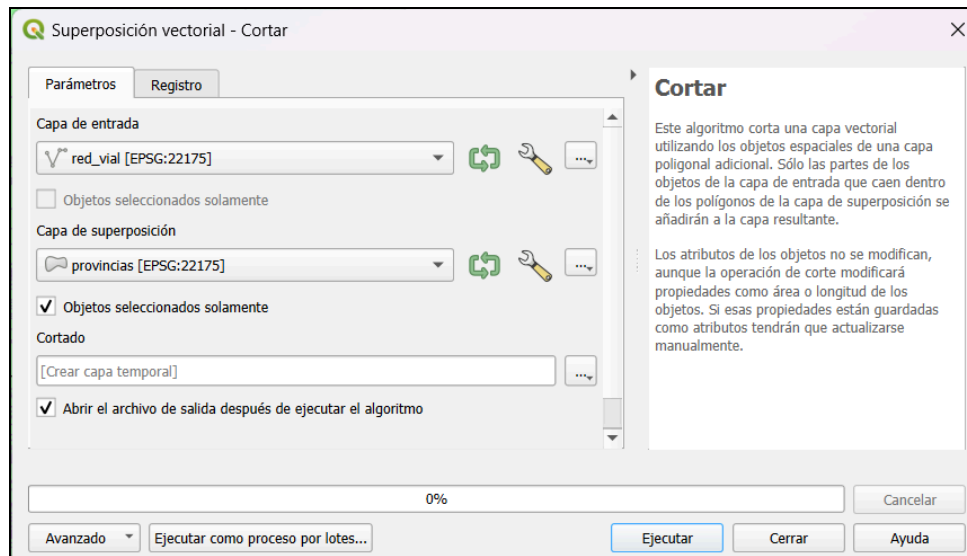 Superposición vectorial - Cortar
Parámetros
Registro
Capa de entrada
red_vial [EPSG:22175]
...
Objetos seleccionados solamente
Capa de superposición
provincias [EPSG:22175]
...
Objetos seleccionados solamente
Cortado
[Crear capa temporal]
...
Abrir el archivo de salida después de ejecutar el algoritmo
Cortar
Este algoritmo corta una capa vectorial
utilizando los objetos espaciales de una capa
poligonal adicional. Sólo las partes de los
objetos de la capa de entrada que caen dentro
de los polígonos de la capa de superposición se
añadirán a la capa resultante.
Los atributos de los objetos no se modifican,
aunque la operación de corte modificará
propiedades como área o longitud de los
objetos. Si esas propiedades están guardadas
como atributos tendrán que actualizarse
manualmente.
0%
Cancelar
Avanzado
Ejecutar como proceso por lotes...
Ejecutar
Cerrar
Ayuda